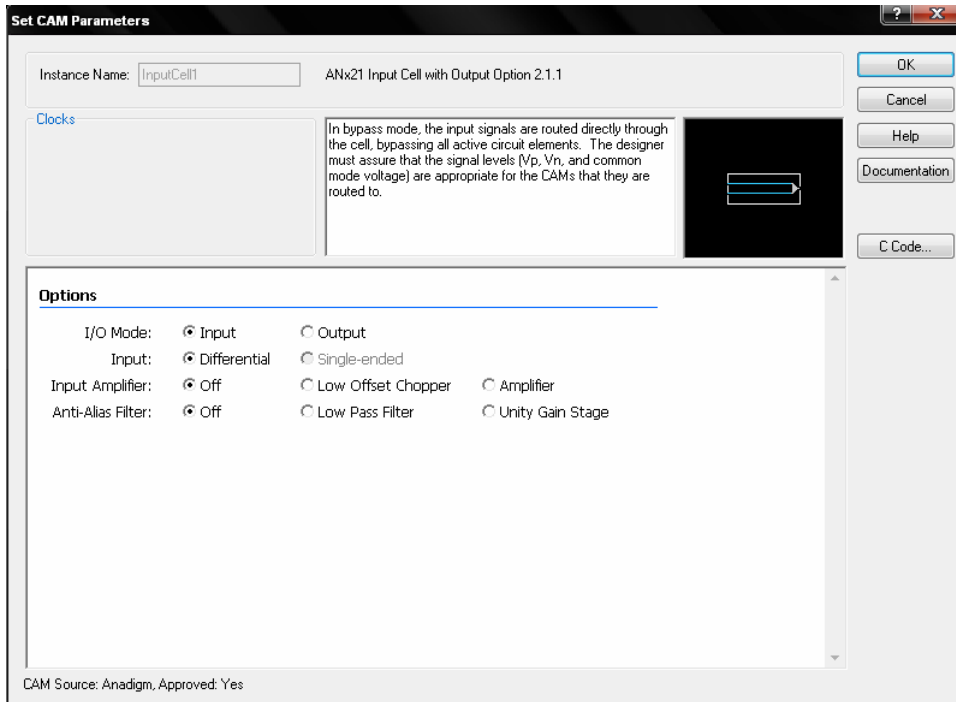 Set CAM Parameters
? X
Instance Name: InputCell1 ANx21 Input Cell with Output Option 2.1.1
OK
Cancel
Help
Documentation
C Code...
Clocks
In bypass mode, the input signals are routed directly through
the cell, bypassing all active circuit elements. The designer
must assure that the signal levels (Vp, Vn, and common
mode voltage) are appropriate for the CAMs that they are
routed to.
Options
I/O Mode: Input Output
Input: Differential Single-ended
Input Amplifier: Off Low Offset Chopper Amplifier
Anti-Alias Filter: Off Low Pass Filter Unity Gain Stage
CAM Source: Anadigm, Approved: Yes